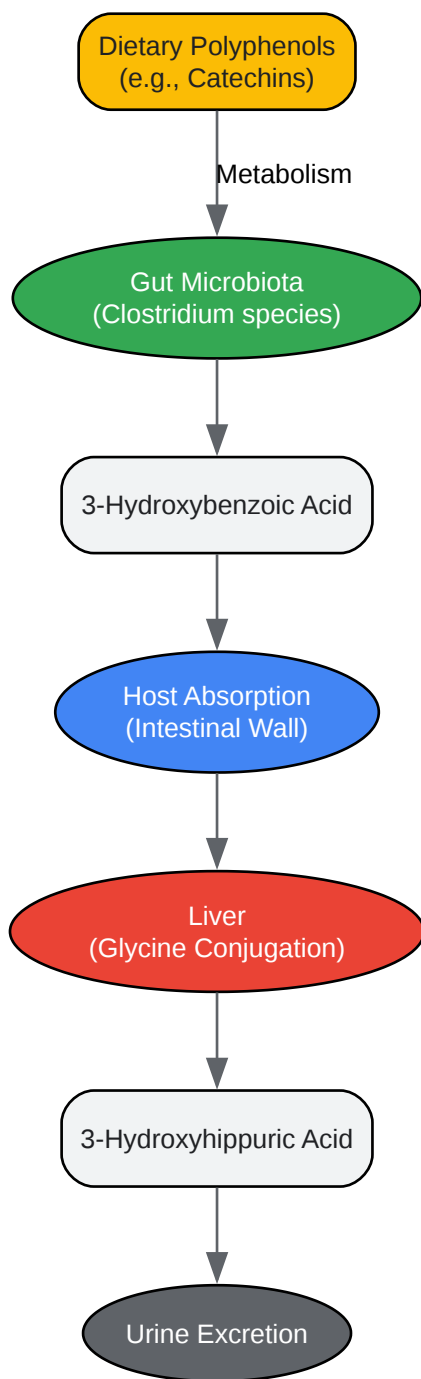 Dietary Polyphenols
(e.g., Catechins)
Metabolism
Gut Microbiota
(Clostridium species)
3-Hydroxybenzoic Acid
Host Absorption
(Intestinal Wall)
Liver
(Glycine Conjugation)
3-Hydroxyhippuric Acid
Urine Excretion